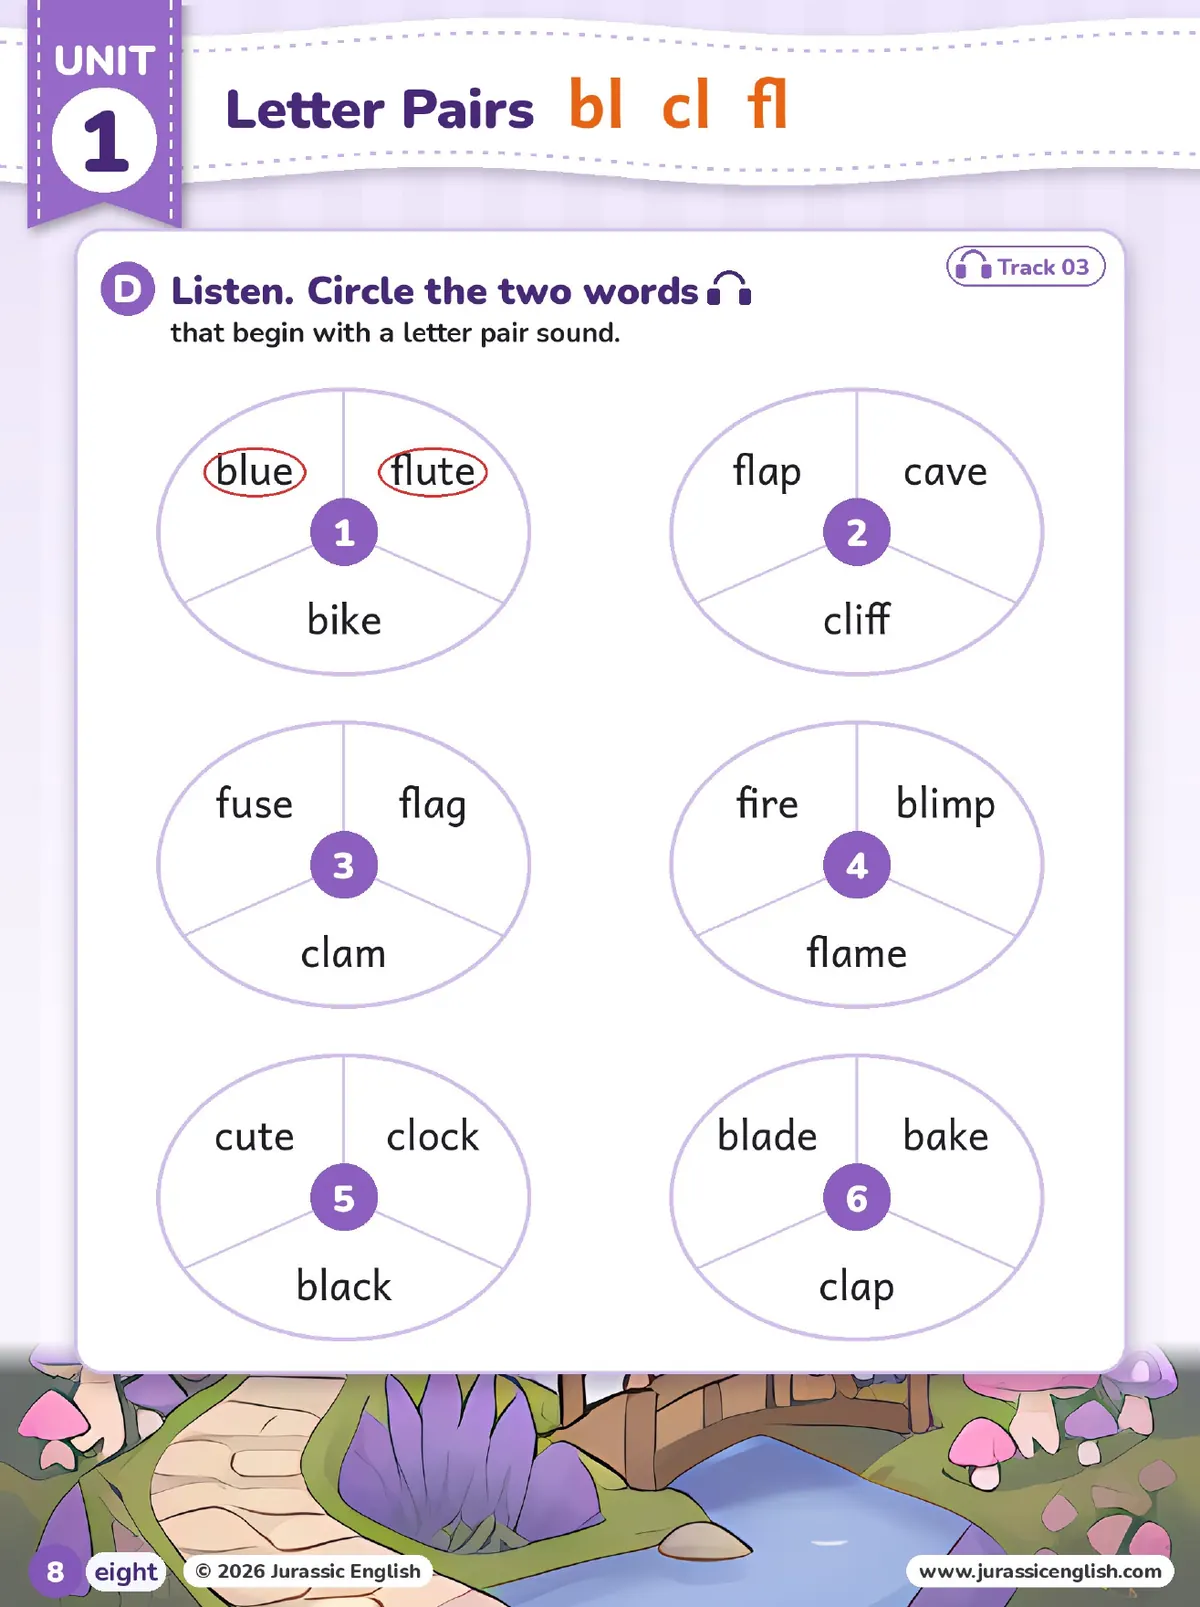 UNIT
1
Letter Pairs bl cl fl
Track 03
D Listen. Circle the two words
that begin with a letter pair sound.
blue flute
1
bike
flap cave
2
cliff
fuse flag
3
clam
fire blimp
4
flame
cute clock
5
black
blade bake
6
clap
8 eight © 2026 Jurassic English www.jurassicenglish.com